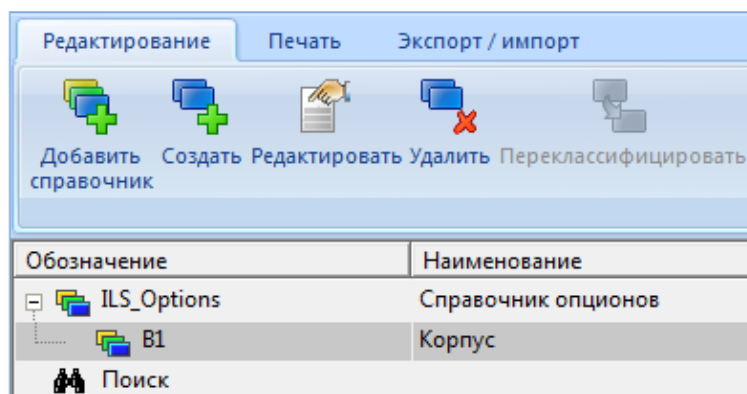 Редактирование Печать Экспорт / импорт
Добавить справочник Создать Редактировать Удалить Переклассифицировать
Обозначение Наименование
ILS_Options Справочник опционов
B1 Корпус
Поиск